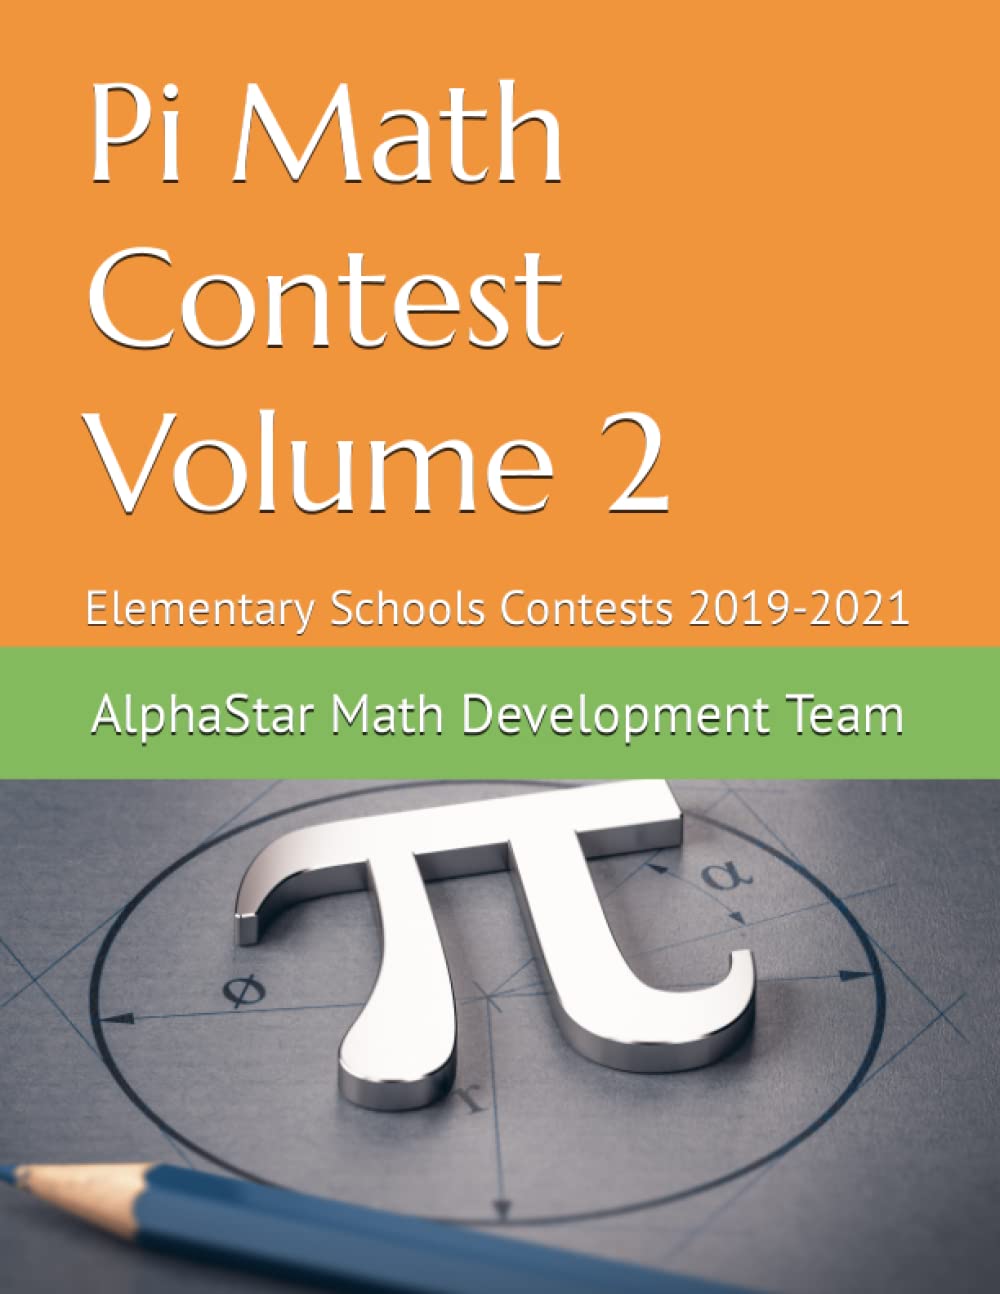 Pi Math
Contest
Volume 2
Elementary Schools Contests 2019-2021
AlphaStar Math Development Team
α
ø
r